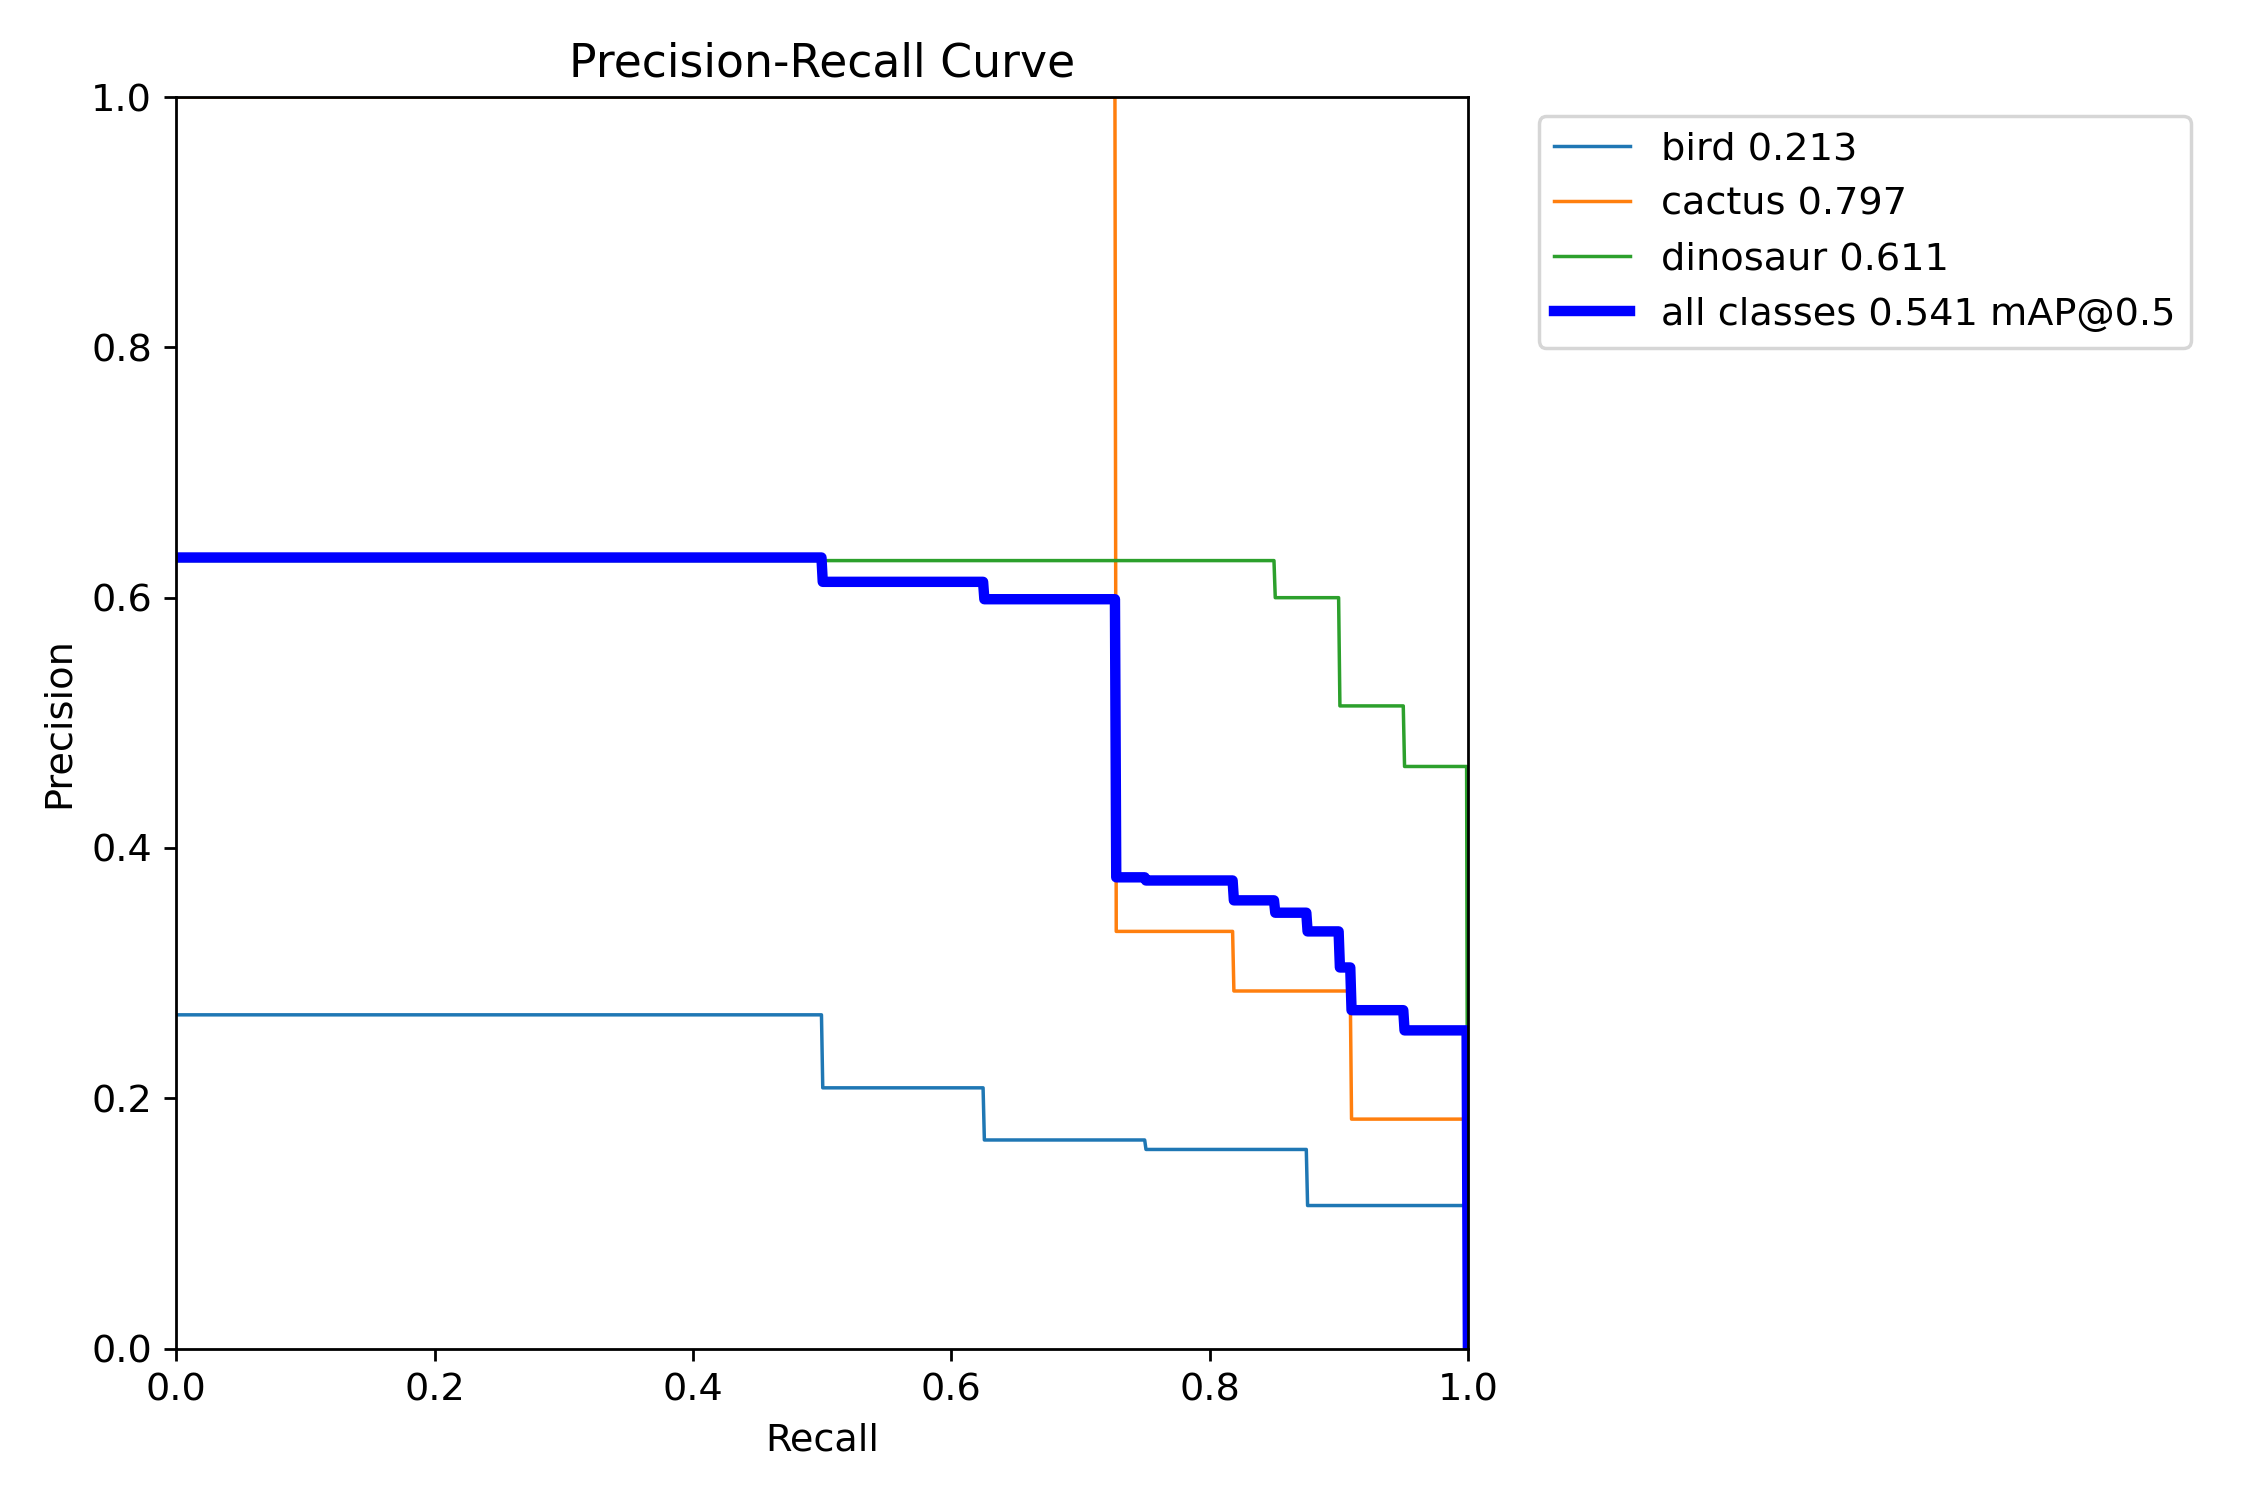 Precision-Recall Curve
1.0
0.8
0.6
0.4
0.2
0.0
Precision
0.0 0.2 0.4 0.6 0.8 1.0
Recall
bird 0.213
cactus 0.797
dinosaur 0.611
all classes 0.541 mAP@0.5